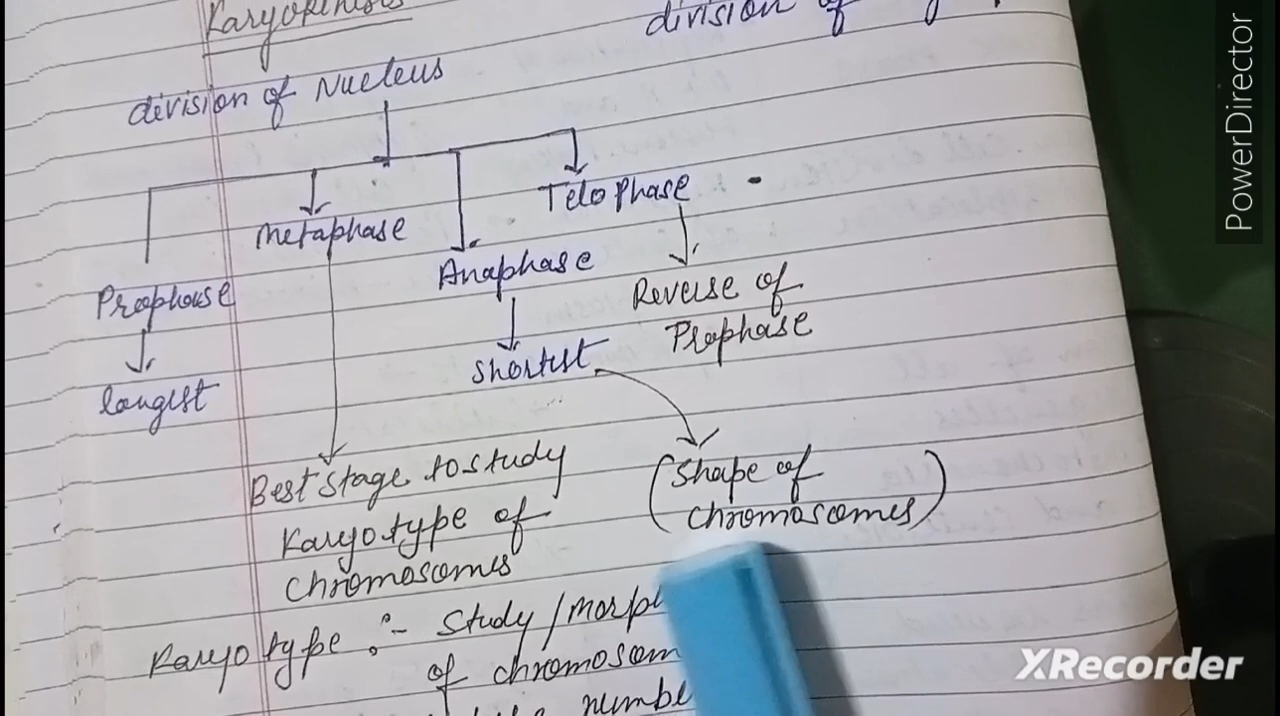 Karyokinesis
division of
division of Nucleus
Telophase
metaphase
Anaphase
Prophase
Reverse of
Prophase
shortest
longest
Best stage to study
Karyotype of
chromosomes
(Shape of
chromosomes)
Karyotype :- Study/morph
of chromosom
numbe
PowerDirector
XRecorder